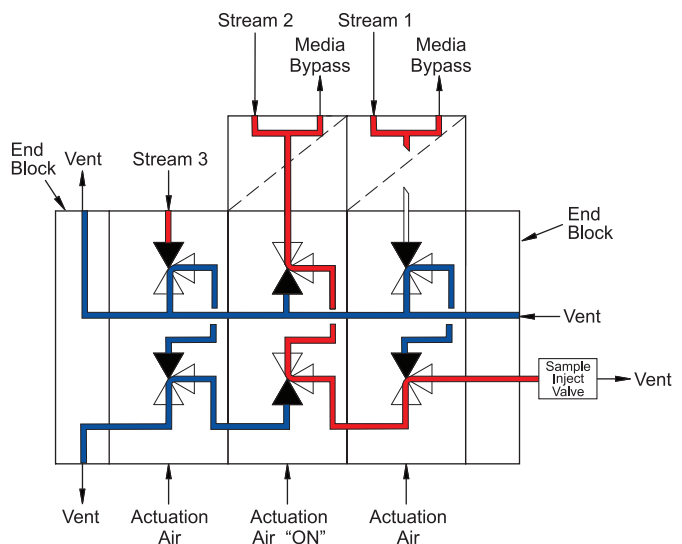 Stream 2
Stream 1
Media
Bypass
Media
Bypass
End
Block
Vent
Stream 3
End
Block
Vent
Sample
Inject
Valve
Vent
Vent
Actuation
Air
Actuation
Air "ON"
Actuation
Air